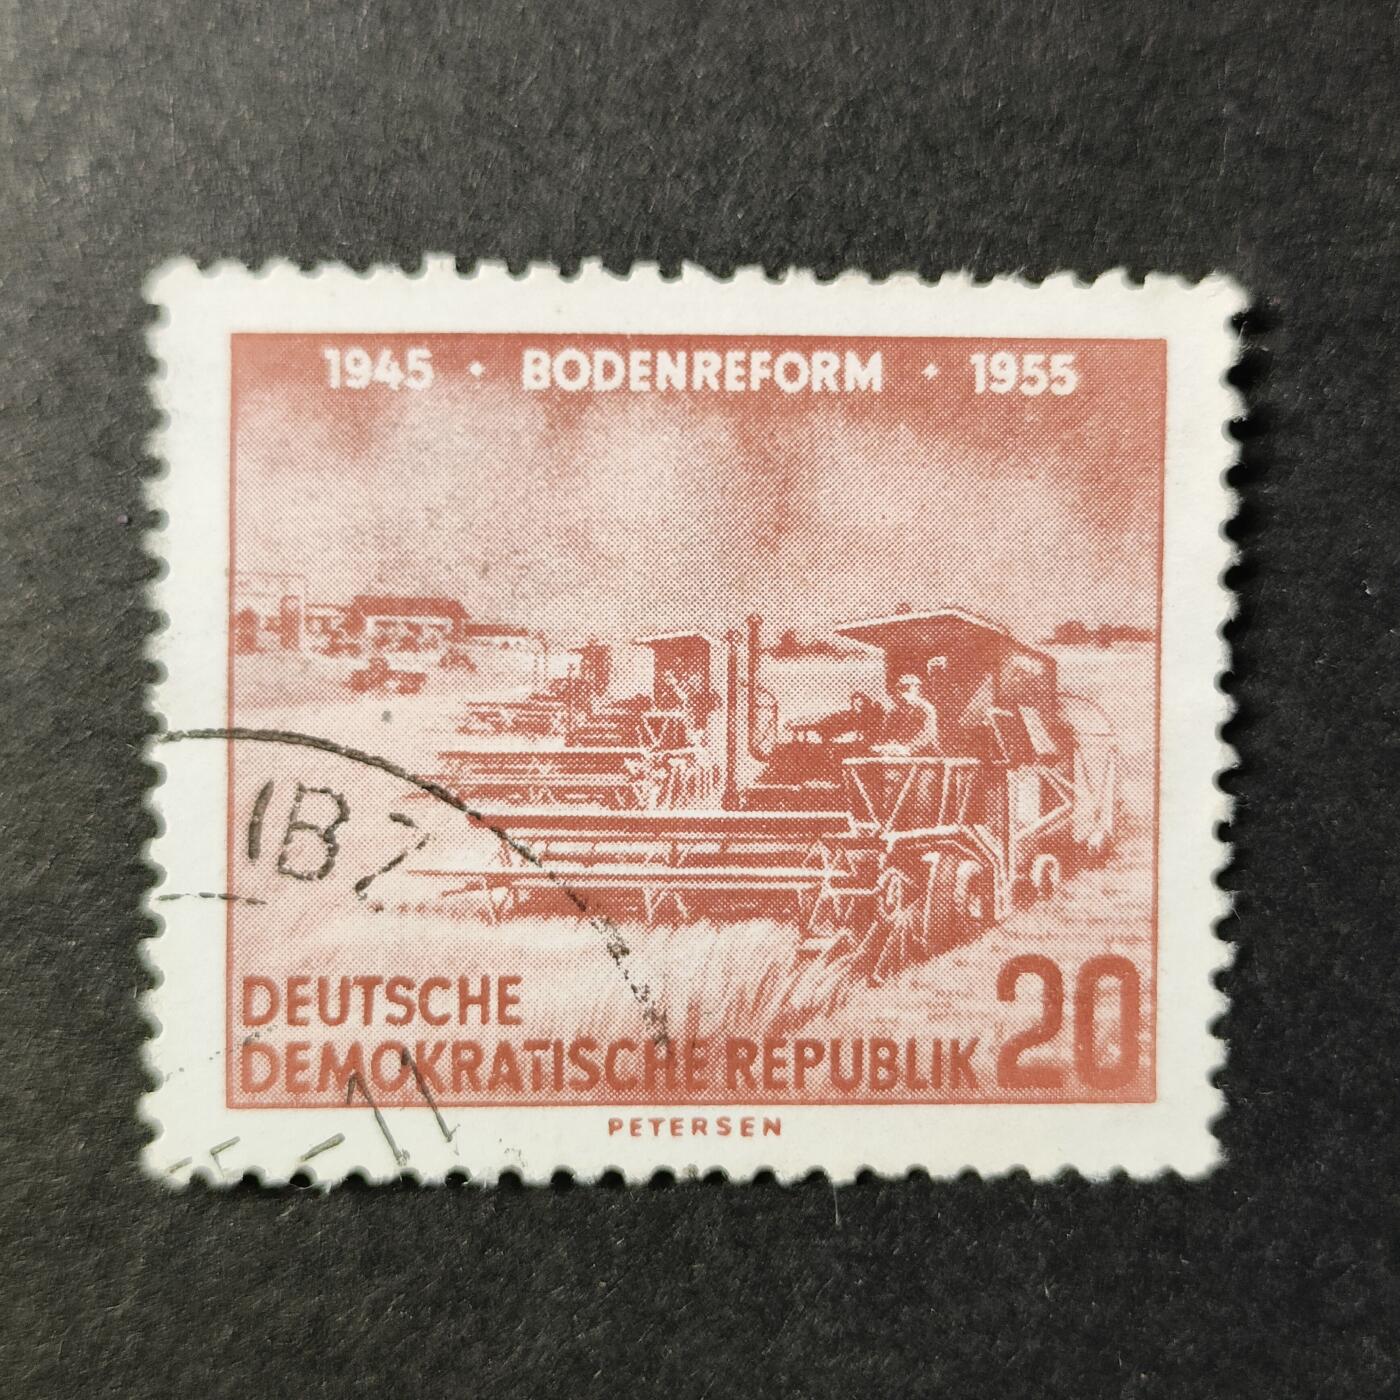 1945 · BODENREFORM · 1955
DEUTSCHE
DEMOKRATISCHE REPUBLIK 20
PETERSEN